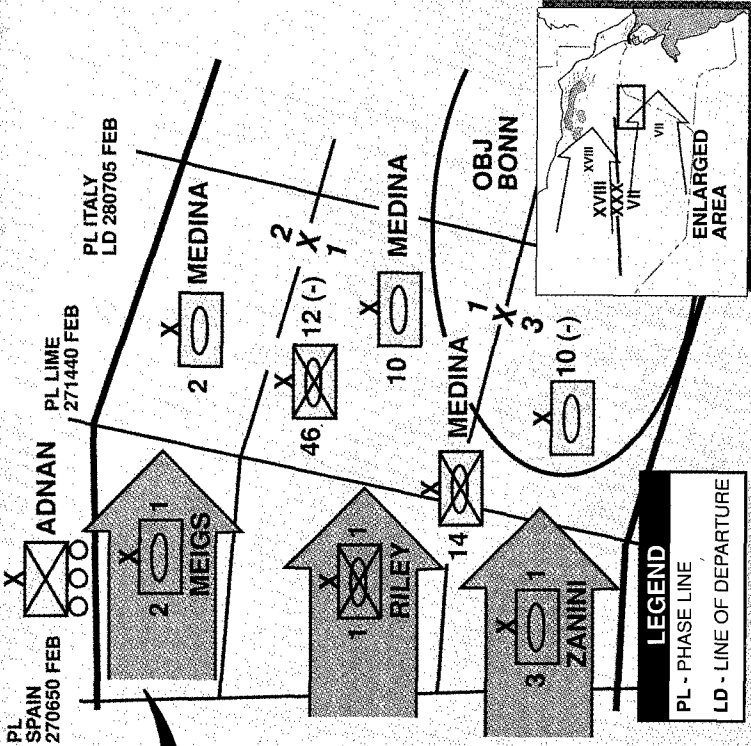 PL
SPAIN
270650 FEB
X
ADNAN
PL LIME
271440 FEB
PL ITALY
LD 280705 FEB
X
2 1
MEIGS
X
2 MEDINA
2
X
1
X
46 12 (-)
X
1 1
RILEY
X
10 MEDINA
X
14 MEDINA
1
X
3
OBJ
BONN
X
3 1
ZANINI
X
10 (-)
LEGEND
PL - PHASE LINE
LD - LINE OF DEPARTURE
XVIII
XVIII
XXX
VII
VII
ENLARGED
AREA